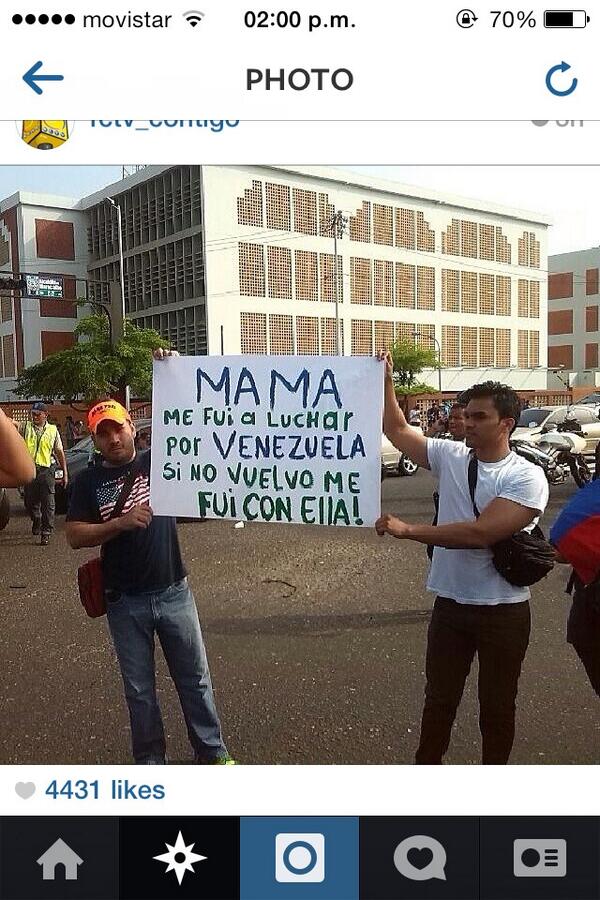 movistar 02:00 p.m. 70%
PHOTO
rctv_contigo
MAMA
ME FUi a LUCHAr
Por VENEZUELA
Si NO VUELVO ME
FUi CON EllA!
4431 likes